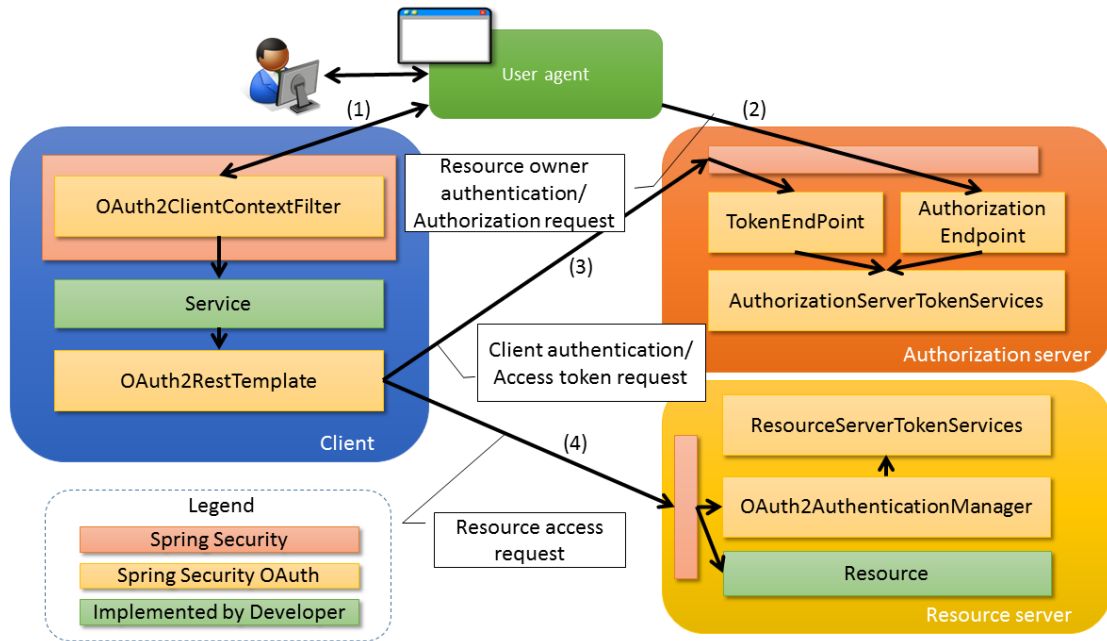 User agent
(1)
(2)
OAuth2ClientContextFilter
Service
OAuth2RestTemplate
Client
Resource owner
authentication/
Authorization request
(3)
TokenEndPoint
Authorization
Endpoint
AuthorizationServerTokenServices
Authorization server
Client authentication/
Access token request
(4)
Resource access
request
ResourceServerTokenServices
OAuth2AuthenticationManager
Resource
Resource server
Legend
Spring Security
Spring Security OAuth
Implemented by Developer